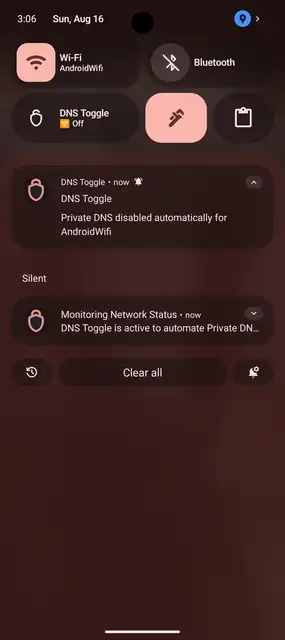 3:06 Sun, Aug 16
Wi-Fi
AndroidWifi
Bluetooth
DNS Toggle
Off
DNS Toggle • now
DNS Toggle
Private DNS disabled automatically for
AndroidWifi
Silent
Monitoring Network Status • now
DNS Toggle is active to automate Private DN...
Clear all